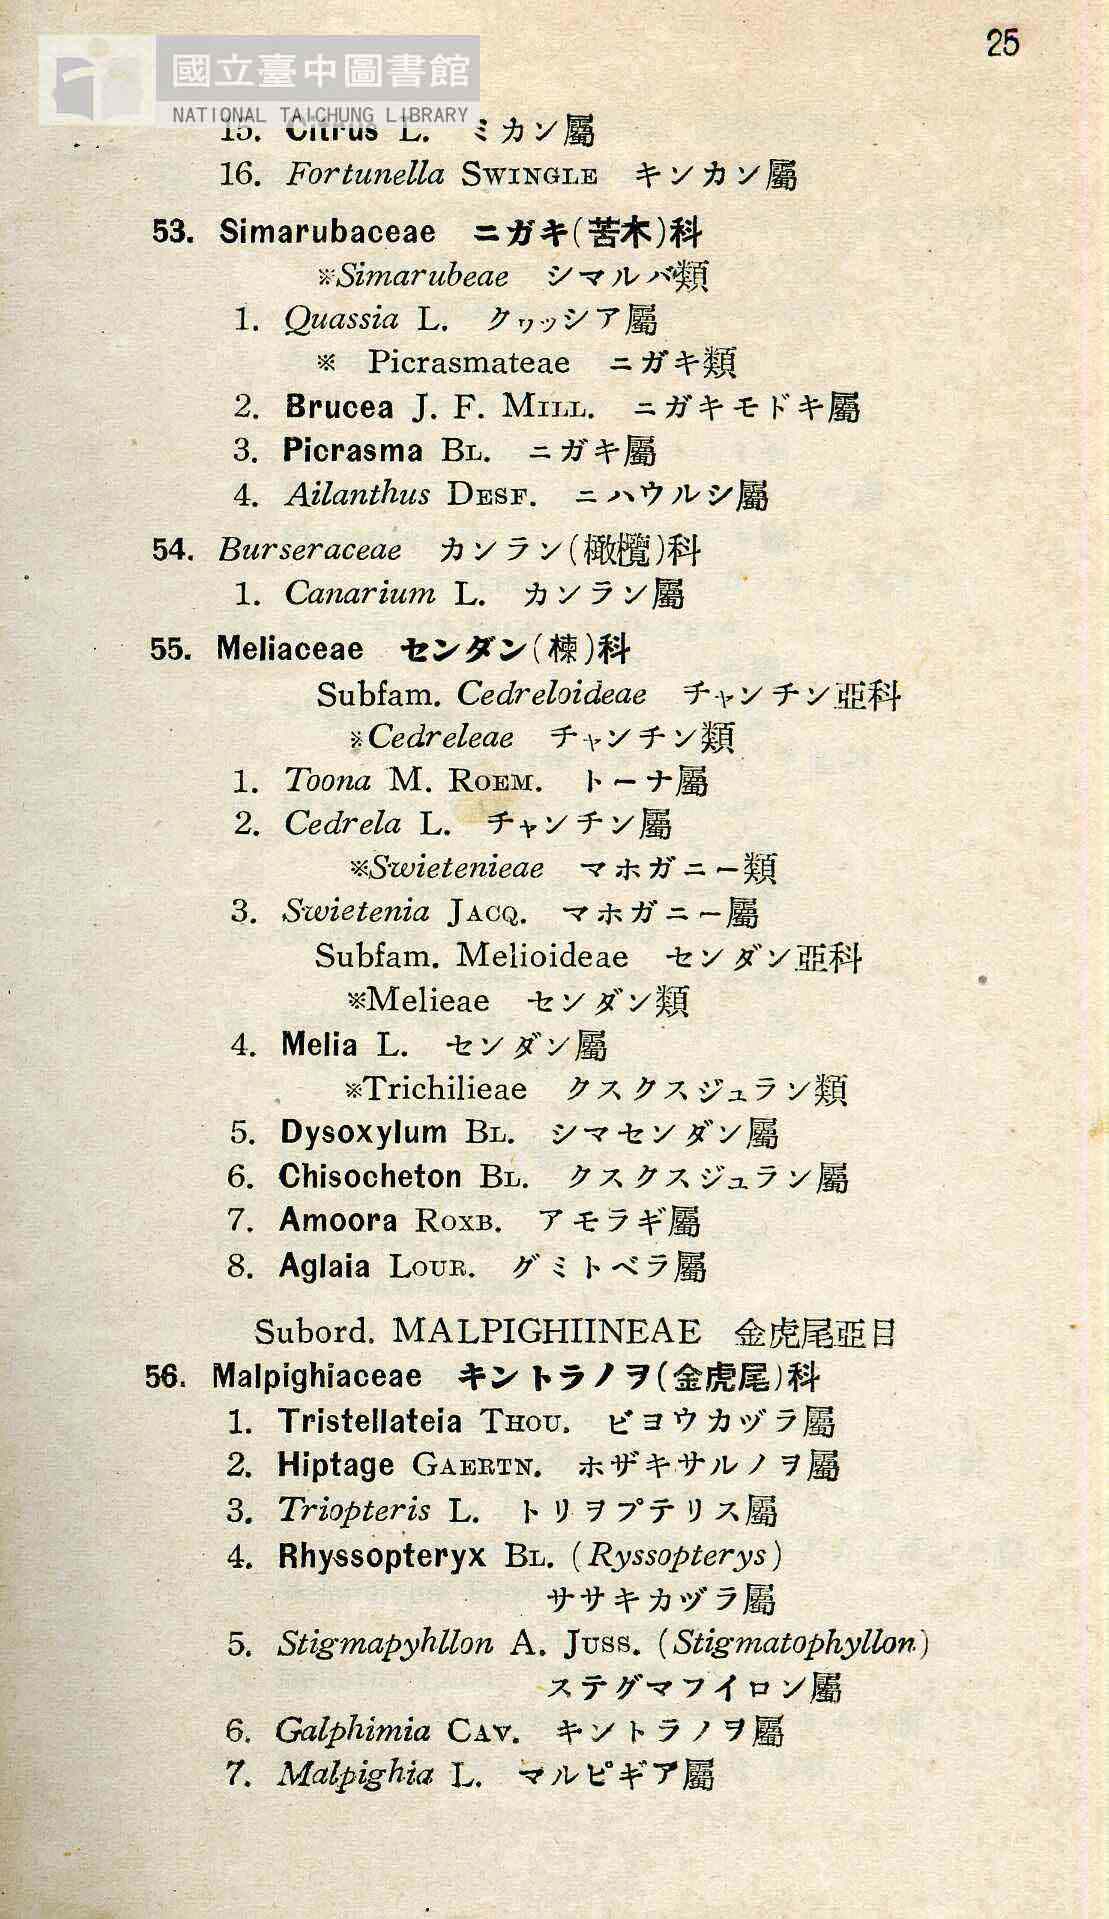 25
國立臺中圖書館
NATIONAL TAICHUNG LIBRARY
15. Citrus L. ミカン屬
16. Fortunella SWINGLE キンカン屬
53. Simarubaceae ニガキ(苦木)科
※Simarubeae シマルバ類
1. Quassia L. クヮッシア屬
※ Picrasmateae ニガキ類
2. Brucea J. F. MILL. ニガキモドキ屬
3. Picrasma BL. ニガキ屬
4. Ailanthus DESF. ニハウルシ屬
54. Burseraceae カンラン(橄欖)科
1. Canarium L. カンラン屬
55. Meliaceae センダン(楝)科
Subfam. Cedreloideae チャンチン亞科
※Cedreleae チャンチン類
1. Toona M. ROEM. トーナ屬
2. Cedrela L. チャンチン屬
※Swietenieae マホガニー類
3. Swietenia JACQ. マホガニー屬
Subfam. Melioideae センダン亞科
※Melieae センダン類
4. Melia L. センダン屬
※Trichilieae クスクスジュラン類
5. Dysoxylum BL. シマセンダン屬
6. Chisocheton BL. クスクスジュラン屬
7. Amoora ROXB. アモラギ屬
8. Aglaia LOUR. グミトベラ屬
Subord. MALPIGHIINEAE 金虎尾亞目
56. Malpighiaceae キントラノヲ(金虎尾)科
1. Tristellateia THOU. ビヨウカヅラ屬
2. Hiptage GAERTN. ホザキサルノヲ屬
3. Triopteris L. トリヲプテリス屬
4. Rhyssopteryx BL. (Ryssopterys)
ササキカヅラ屬
5. Stigmapyhllon A. JUSS. (Stigmatophyllon)
ステグマフイロン屬
6. Galphimia CAV. キントラノヲ屬
7. Malpighia L. マルピギア屬